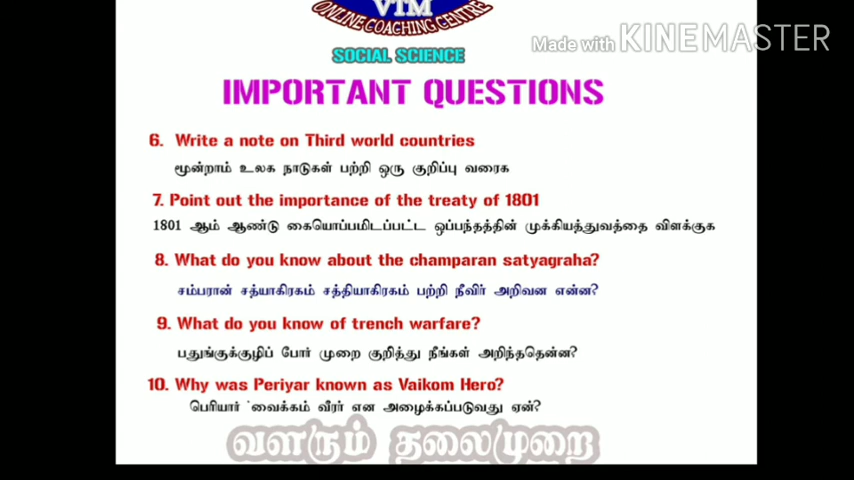 VTM
ONLINE COACHING CENTRE
Made with KINEMASTER
SOCIAL SCIENCE
IMPORTANT QUESTIONS
6. Write a note on Third world countries
மூன்றாம் உலக நாடுகள் பற்றி ஒரு குறிப்பு வரைக
7. Point out the importance of the treaty of 1801
1801 ஆம் ஆண்டு கையொப்பமிடப்பட்ட ஒப்பந்தத்தின் முக்கியத்துவத்தை விளக்குக
8. What do you know about the champaran satyagraha?
சம்பரான் சத்யாகிரகம் சத்தியாகிரகம் பற்றி நீவிர் அறிவன என்ன?
9. What do you know of trench warfare?
பதுங்குக்குழிப் போர் முறை குறித்து நீங்கள் அறிந்ததென்ன?
10. Why was Periyar known as Vaikom Hero?
பெரியார் 'வைக்கம் வீரர் என அழைக்கப்படுவது ஏன்?
வளரும் தலைமுறை